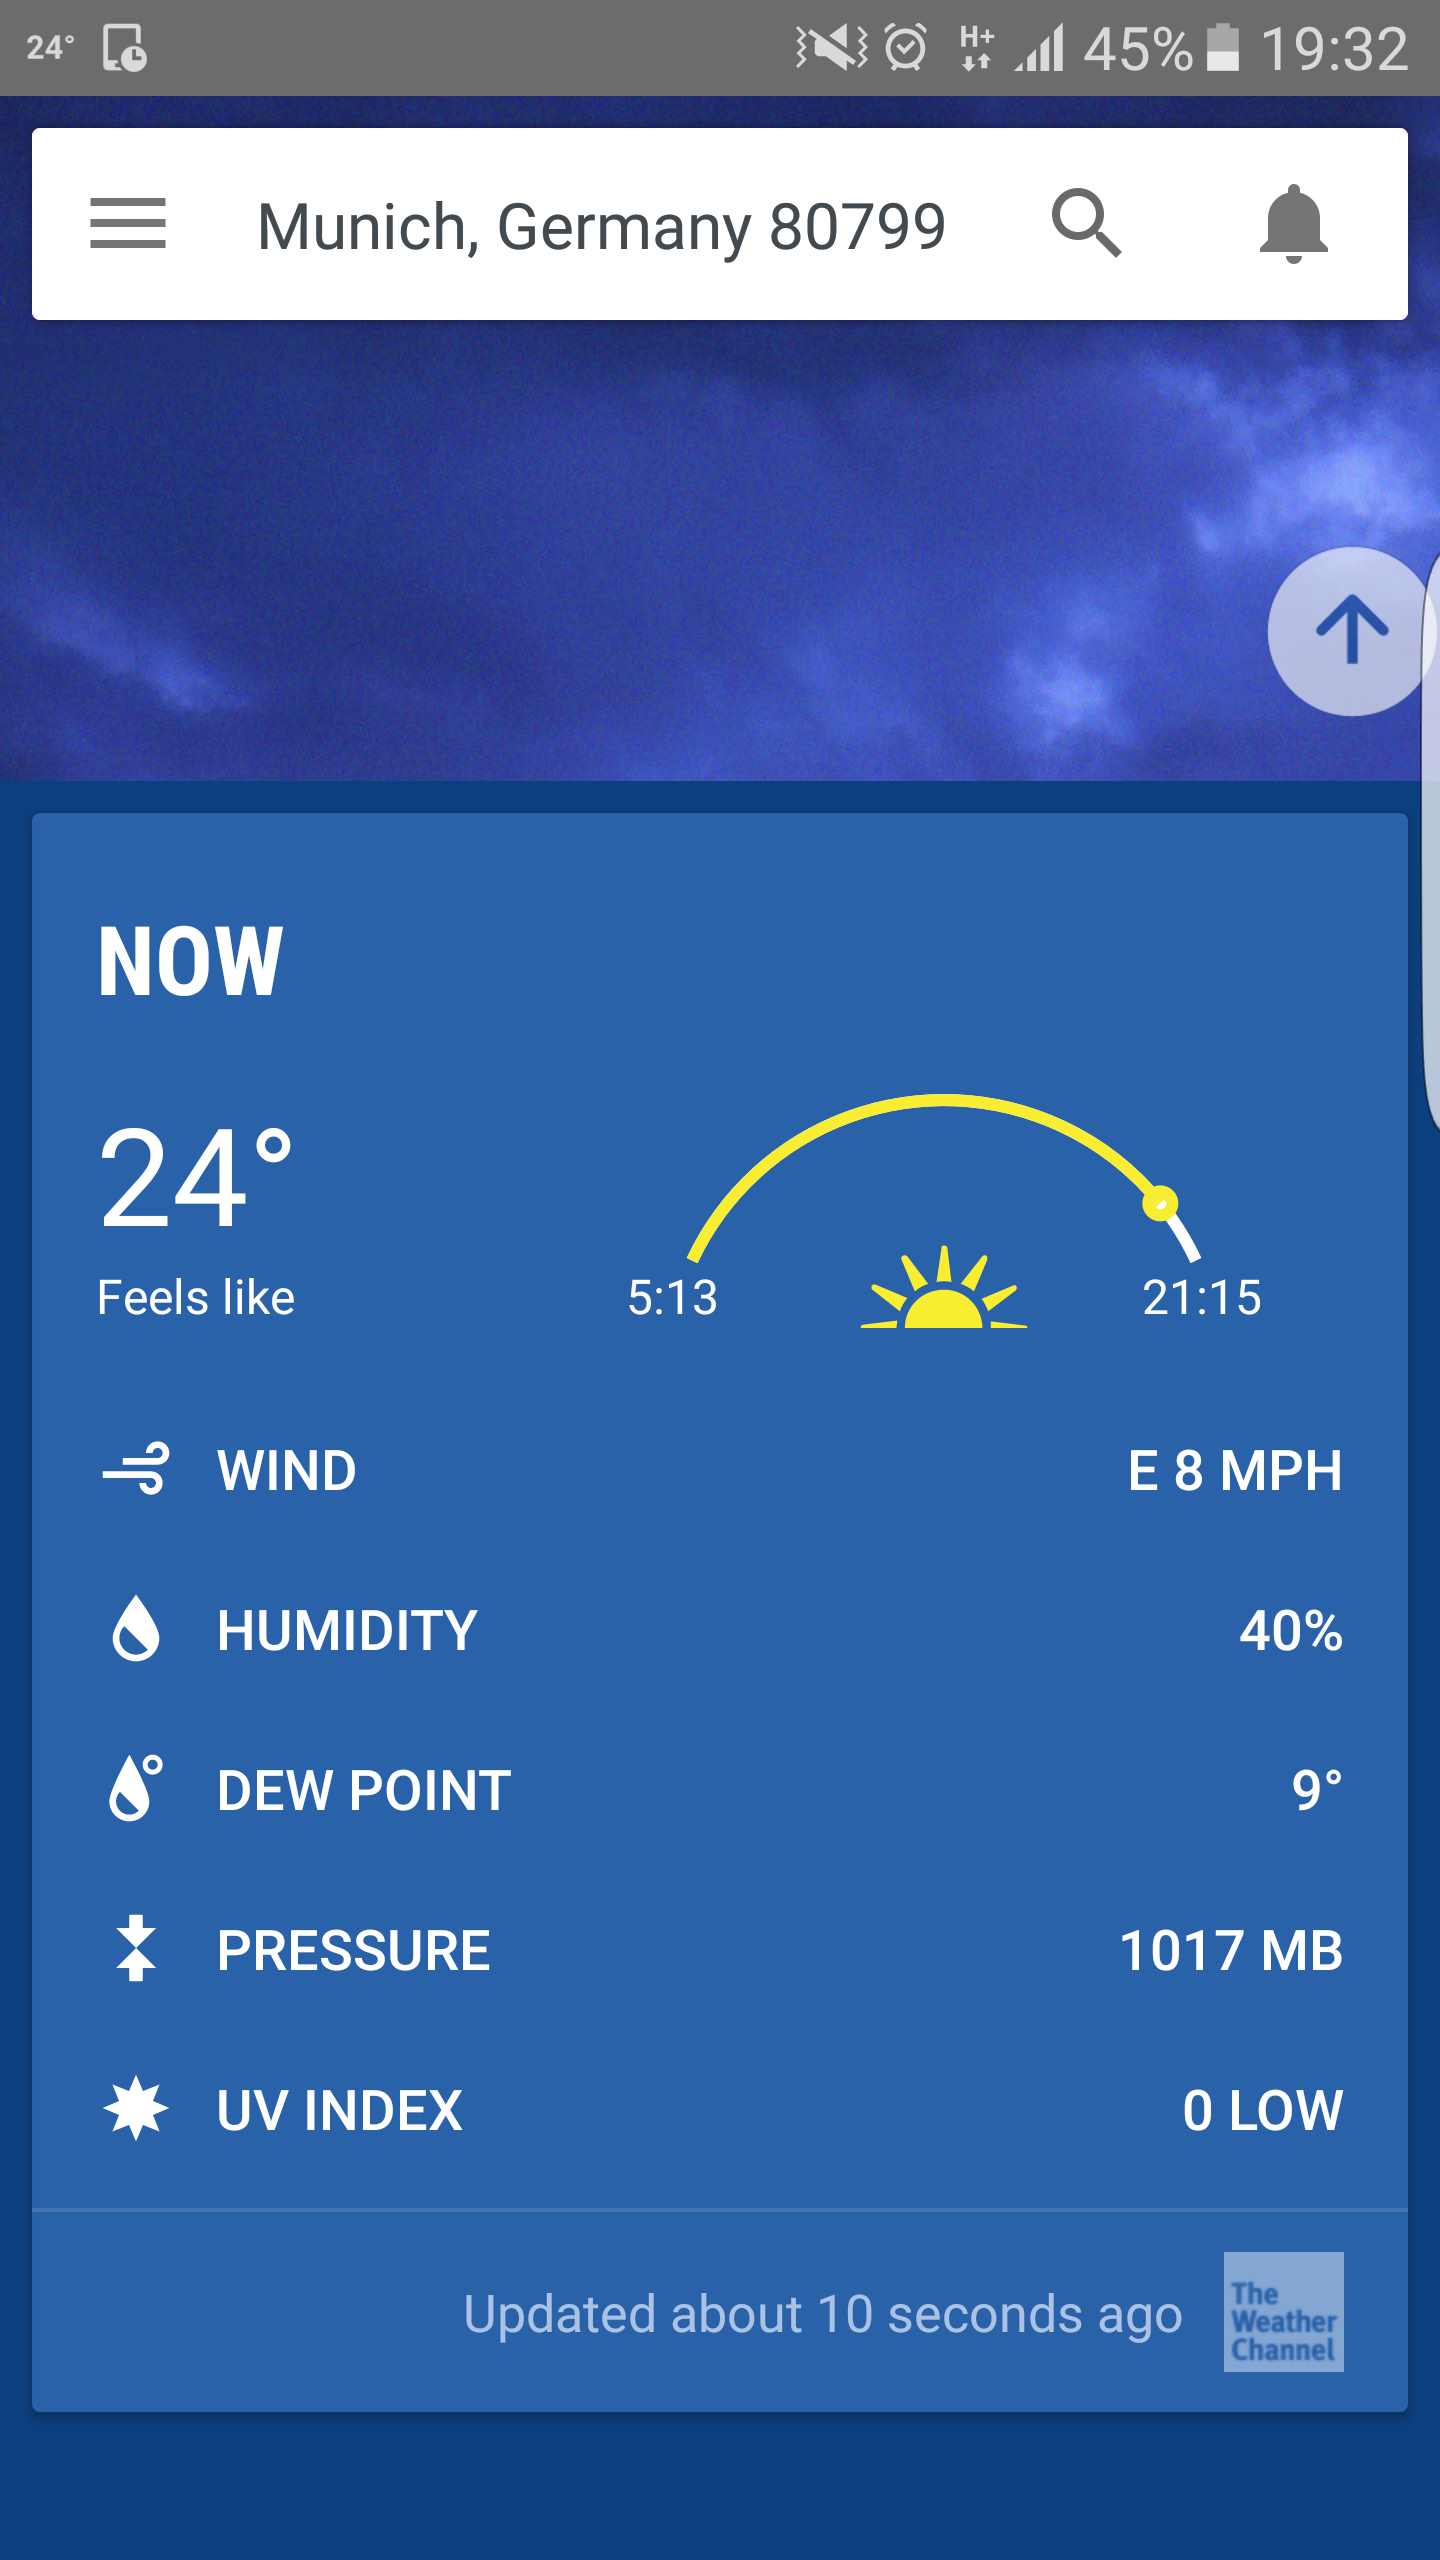 24° H+ 45% 19:32
Munich, Germany 80799
NOW
24°
Feels like
5:13 21:15
WIND E 8 MPH
HUMIDITY 40%
DEW POINT 9°
PRESSURE 1017 MB
UV INDEX 0 LOW
Updated about 10 seconds ago
The
Weather
Channel